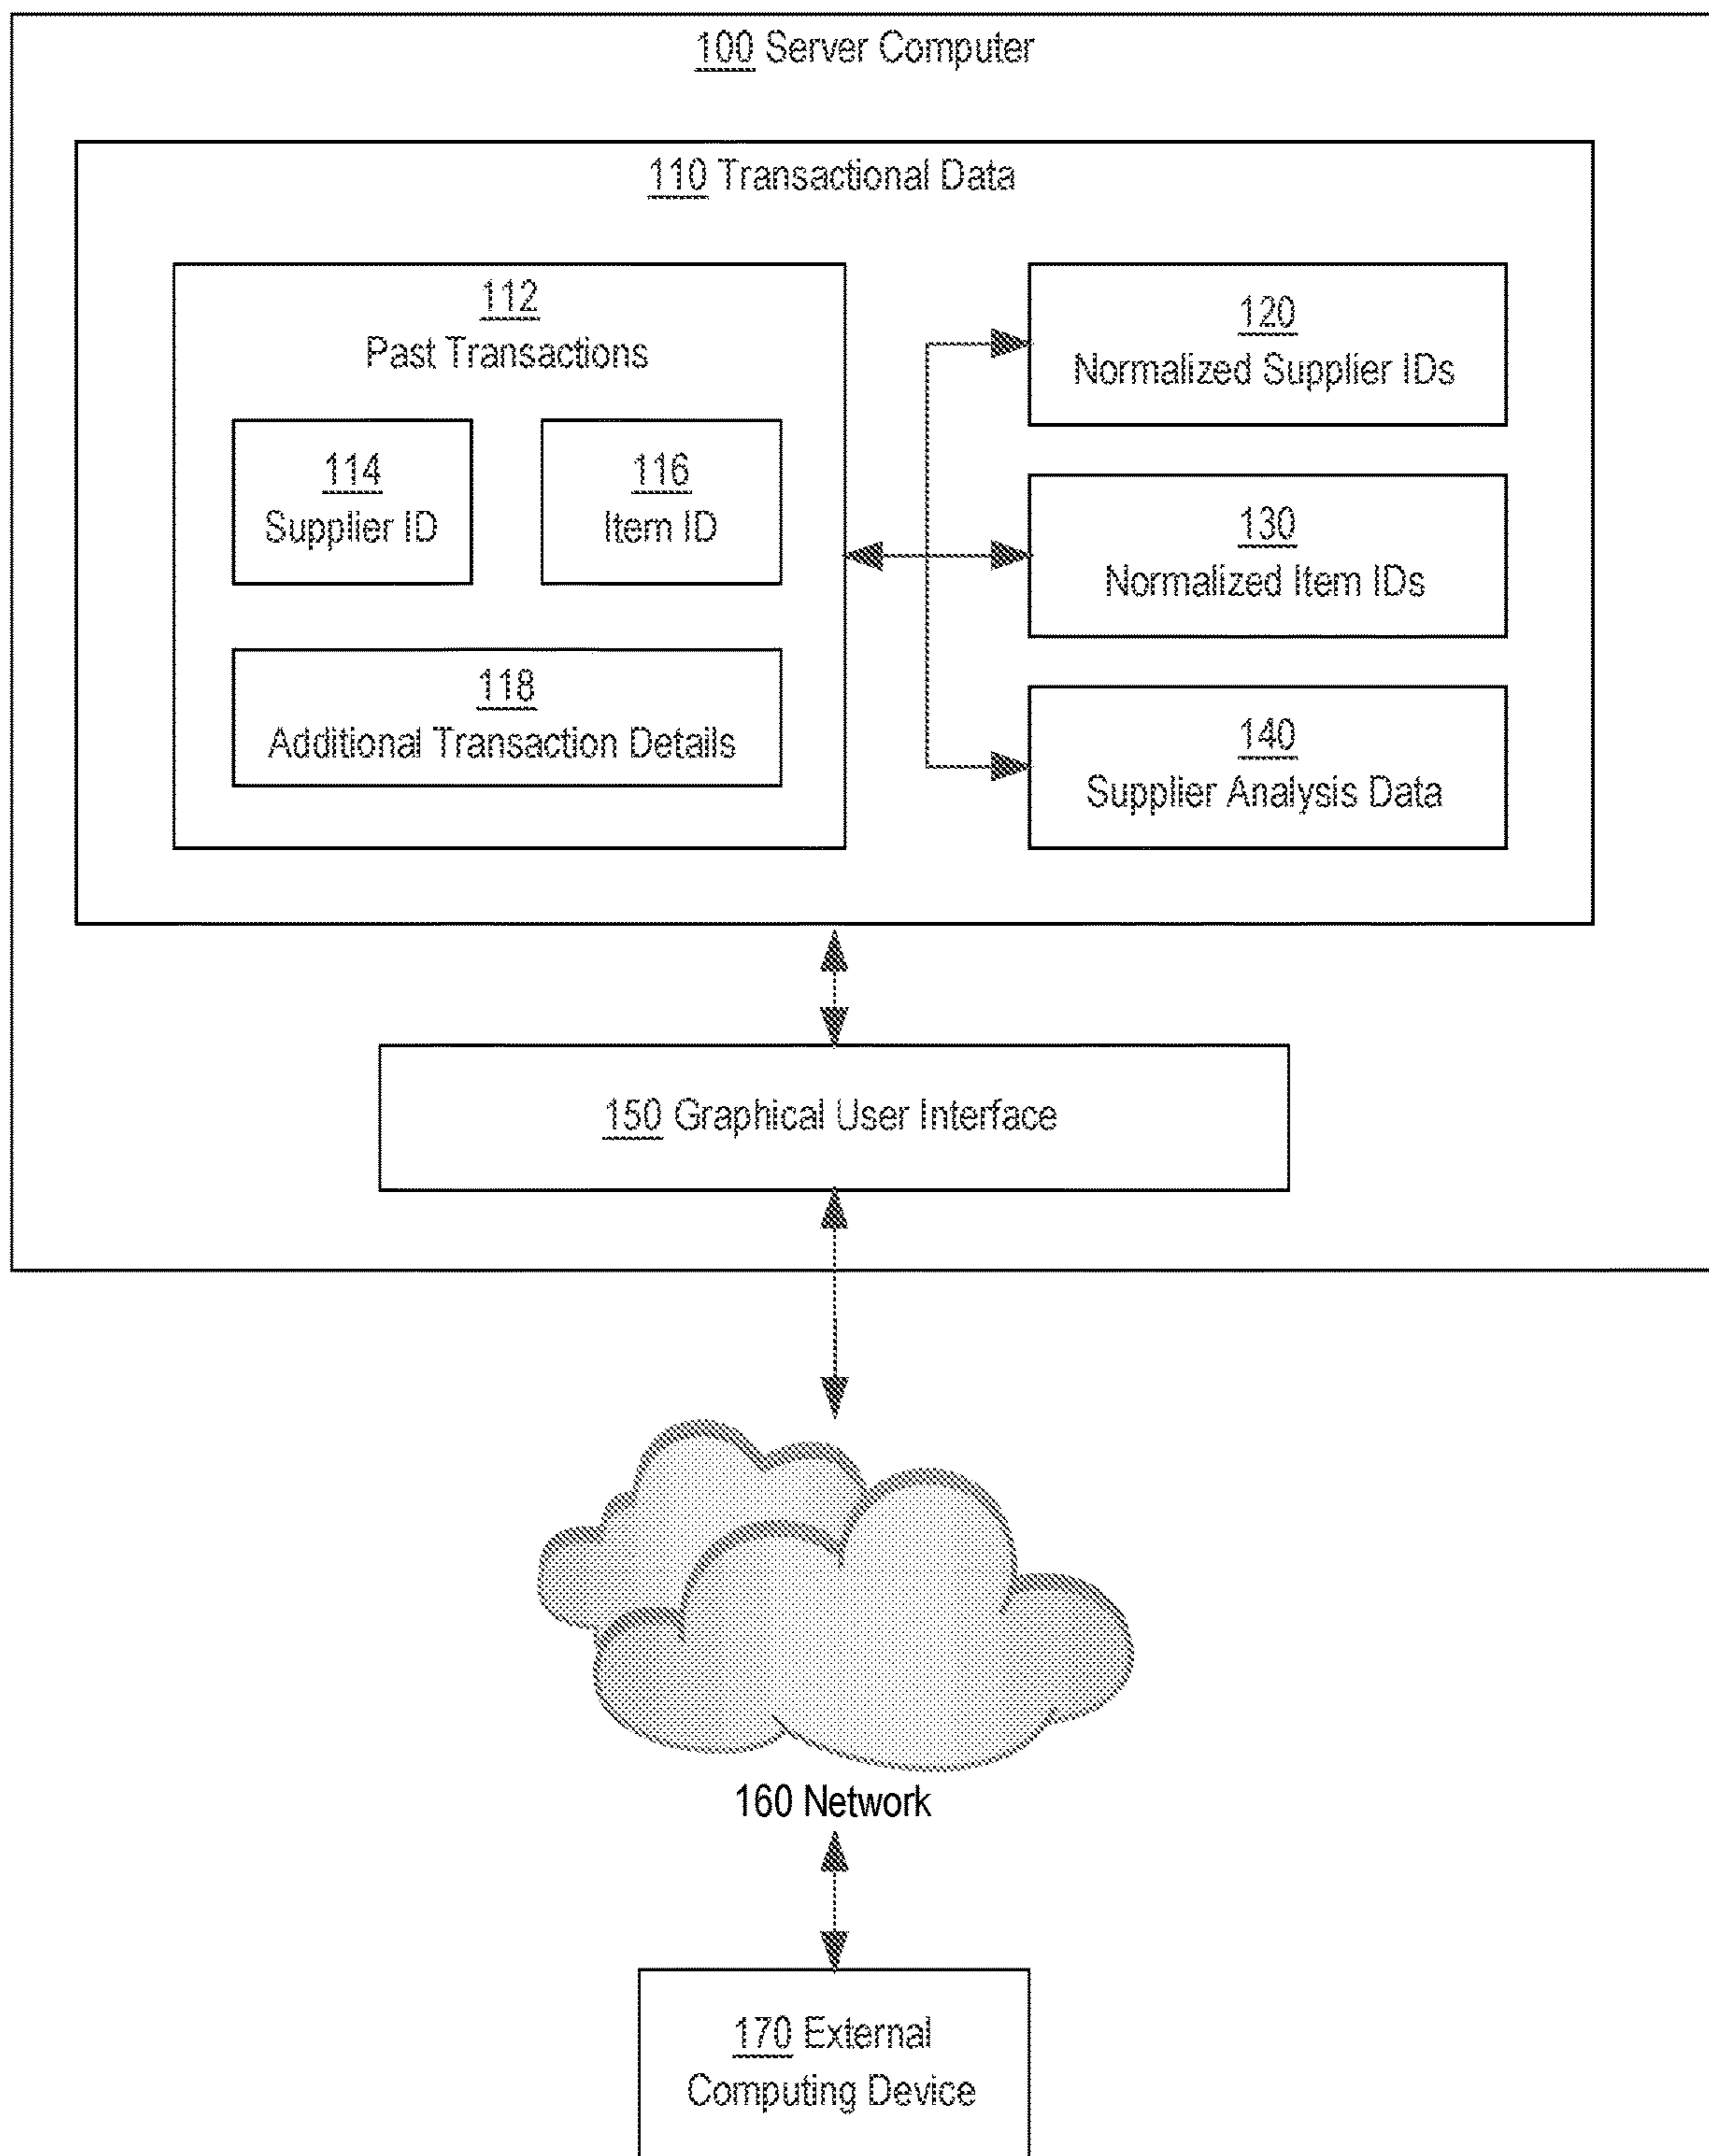 100 Server Computer
110 Transactional Data
112
Past Transactions
114
Supplier ID
116
Item ID
118
Additional Transaction Details
120
Normalized Supplier IDs
130
Normalized Item IDs
140
Supplier Analysis Data
150 Graphical User Interface
160 Network
170 External
Computing Device